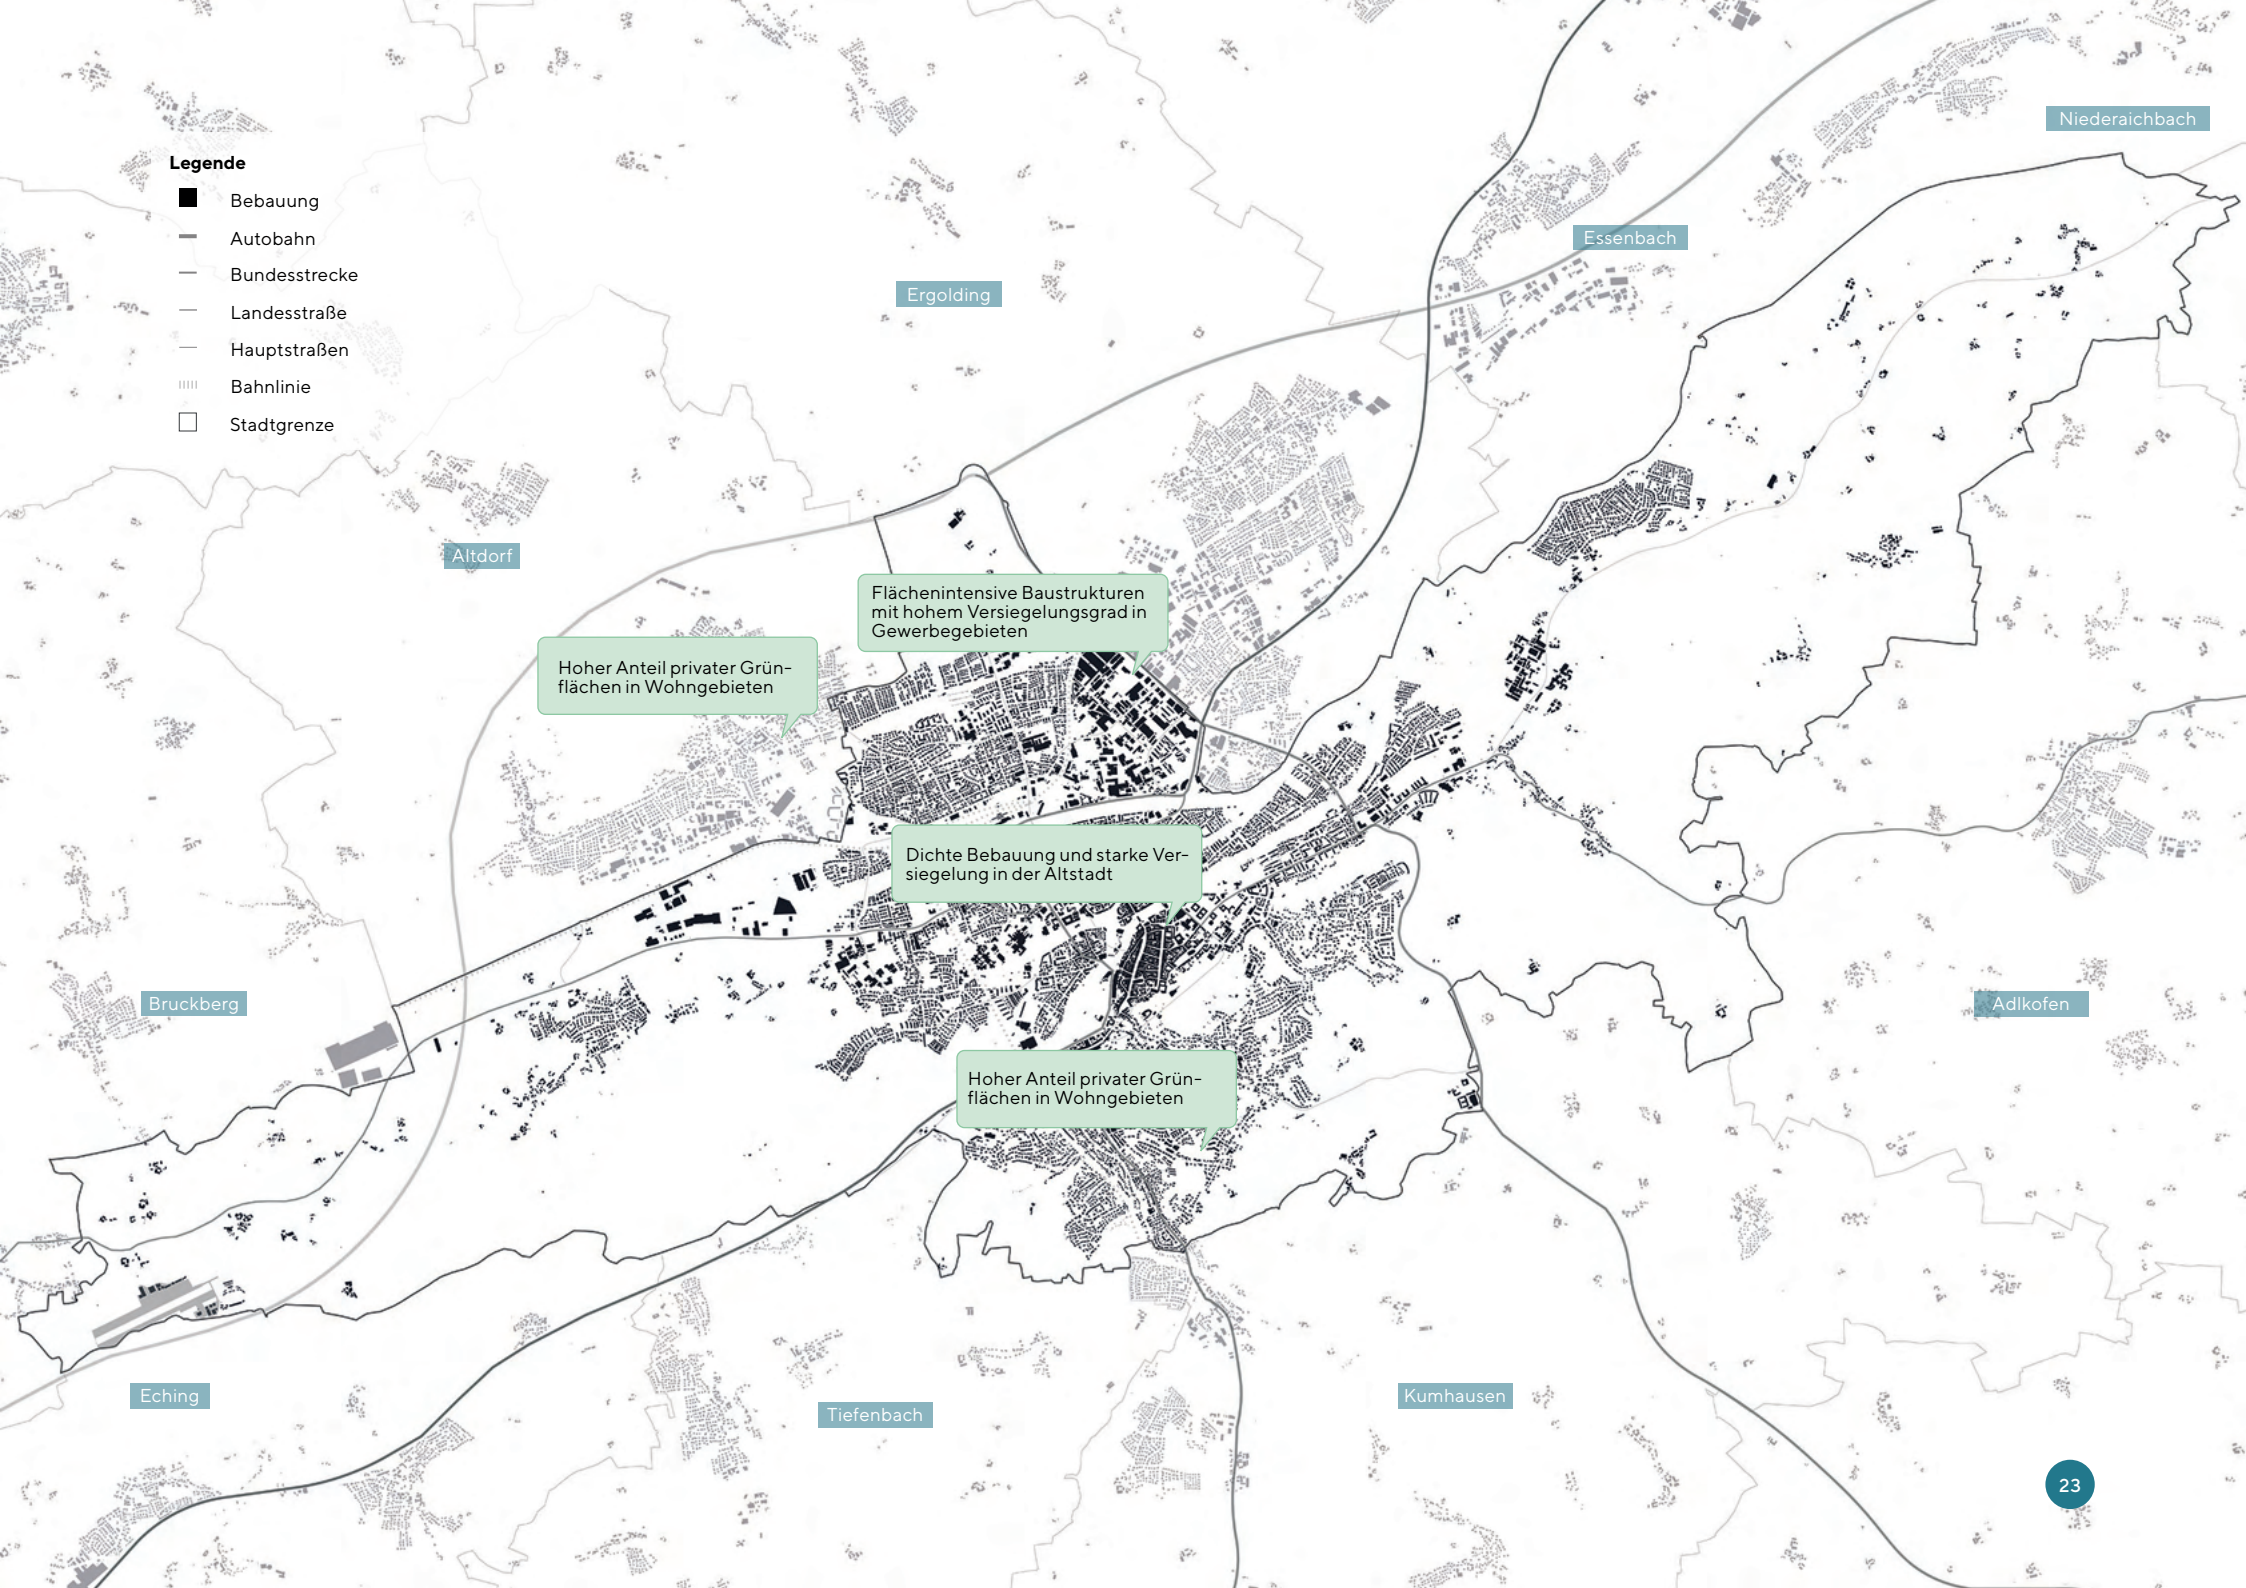 Legende
Bebauung
Autobahn
Bundesstrecke
Landesstraße
Hauptstraßen
Bahnlinie
Stadtgrenze
Niederaichbach
Essenbach
Ergolding
Altdorf
Flächenintensive Baustrukturen
mit hohem Versiegelungsgrad in
Gewerbegebieten
Hoher Anteil privater Grün-
flächen in Wohngebieten
Dichte Bebauung und starke Ver-
siegelung in der Altstadt
Bruckberg
Adlkofen
Hoher Anteil privater Grün-
flächen in Wohngebieten
Eching
Tiefenbach
Kumhausen
23